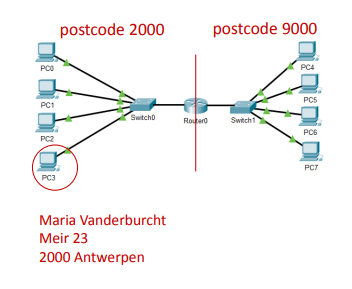 postcode 2000
postcode 9000
PC0
PC1
PC2
PC3
Switch0
Router0
Switch1
PC4
PC5
PC6
PC7
Maria Vanderburcht
Meir 23
2000 Antwerpen